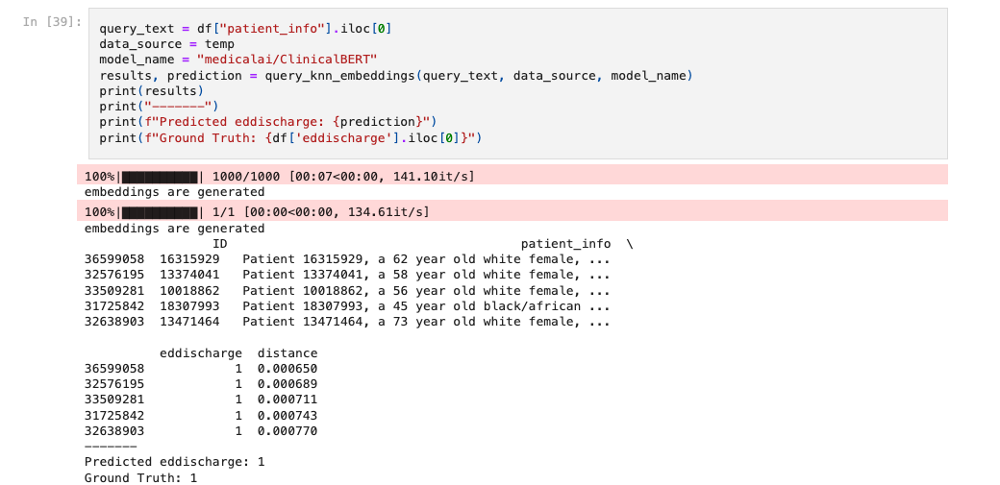 In [39]:
query_text = df["patient_info"].iloc[0]
data_source = temp
model_name = "medicalai/ClinicalBERT"
results, prediction = query_knn_embeddings(query_text, data_source, model_name)
print(results)
print("-------")
print(f"Predicted eddischarge: {prediction}")
print(f"Ground Truth: {df['eddischarge'].iloc[0]}")
100%|██████████| 1000/1000 [00:07<00:00, 141.10it/s]
embeddings are generated
100%|██████████| 1/1 [00:00<00:00, 134.61it/s]
embeddings are generated
ID patient_info \
36599058 16315929 Patient 16315929, a 62 year old white female, ...
32576195 13374041 Patient 13374041, a 58 year old white female, ...
33509281 10018862 Patient 10018862, a 56 year old white female, ...
31725842 18307993 Patient 18307993, a 45 year old black/african ...
32638903 13471464 Patient 13471464, a 73 year old white female, ...
eddischarge distance
36599058 1 0.000650
32576195 1 0.000689
33509281 1 0.000711
31725842 1 0.000743
32638903 1 0.000770
-------
Predicted eddischarge: 1
Ground Truth: 1